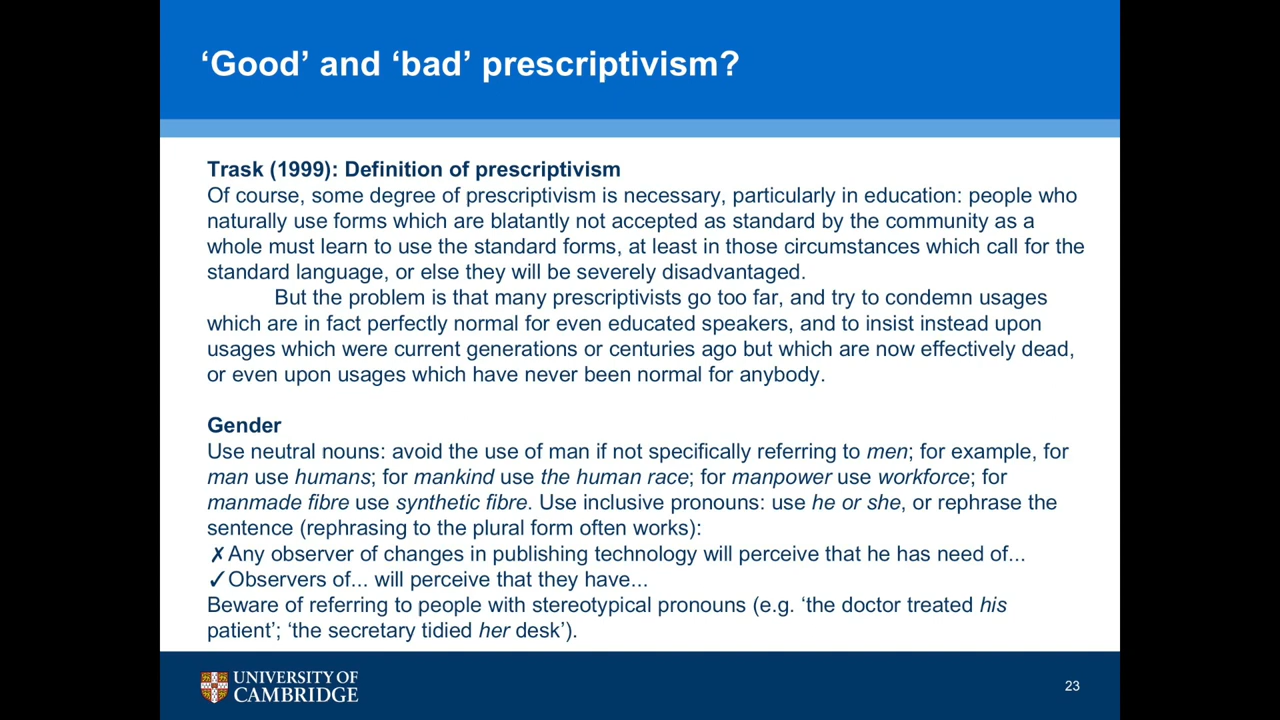 ‘Good’ and ‘bad’ prescriptivism?
Trask (1999): Definition of prescriptivism
Of course, some degree of prescriptivism is necessary, particularly in education: people who
naturally use forms which are blatantly not accepted as standard by the community as a
whole must learn to use the standard forms, at least in those circumstances which call for the
standard language, or else they will be severely disadvantaged.
But the problem is that many prescriptivists go too far, and try to condemn usages
which are in fact perfectly normal for even educated speakers, and to insist instead upon
usages which were current generations or centuries ago but which are now effectively dead,
or even upon usages which have never been normal for anybody.
Gender
Use neutral nouns: avoid the use of man if not specifically referring to men; for example, for
man use humans; for mankind use the human race; for manpower use workforce; for
manmade fibre use synthetic fibre. Use inclusive pronouns: use he or she, or rephrase the
sentence (rephrasing to the plural form often works):
✗Any observer of changes in publishing technology will perceive that he has need of...
✓Observers of... will perceive that they have...
Beware of referring to people with stereotypical pronouns (e.g. ‘the doctor treated his
patient’; ‘the secretary tidied her desk’).
UNIVERSITY OF
CAMBRIDGE
23